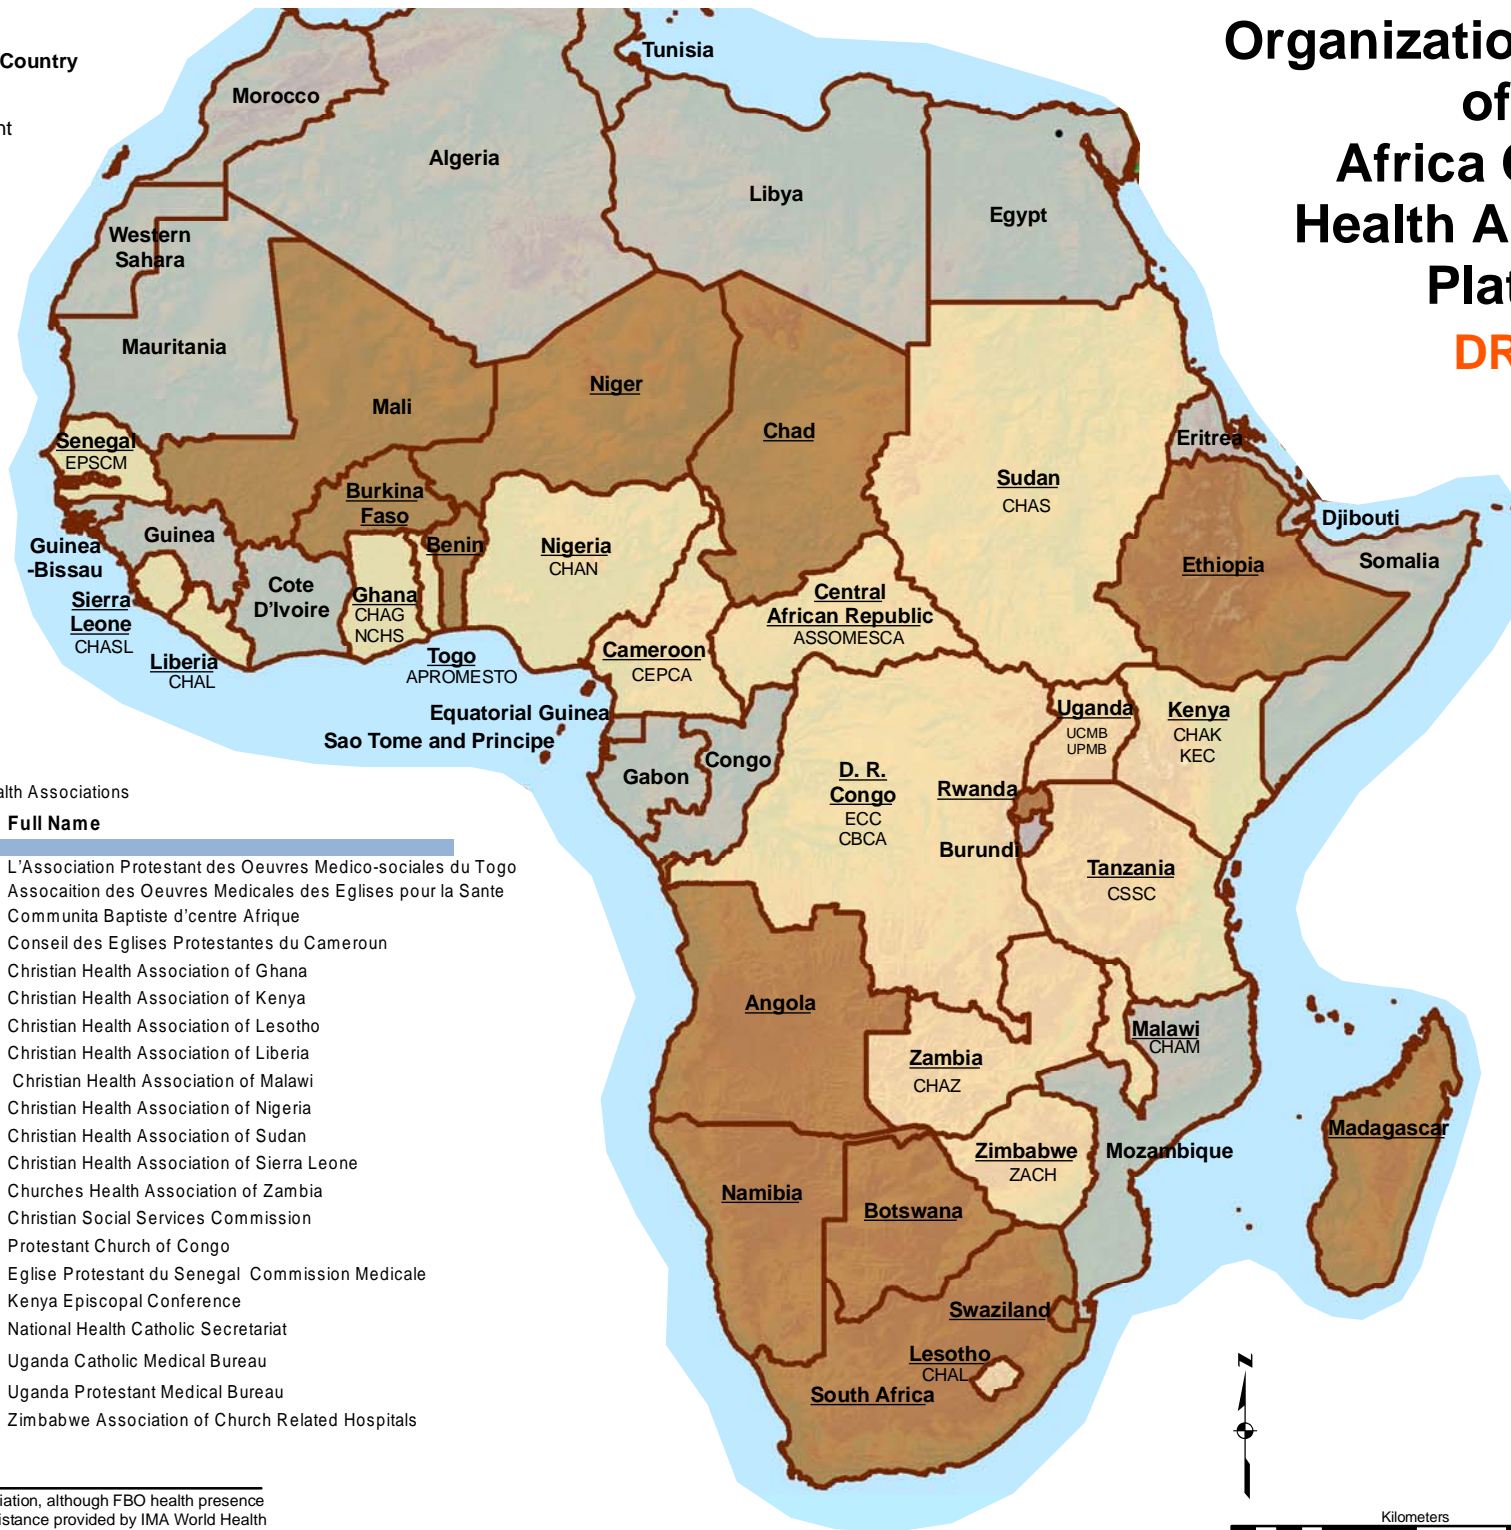 Country
nt
Organizatio
of
Africa C
Health A
Plat
DR
Tunisia
Morocco
Algeria
Libya
Egypt
Western
Sahara
Mauritania
Mali
Niger
Chad
Senegal
EPSCM
Sudan
CHAS
Eritrea
Burkina
Faso
Guinea
Guinea
-Bissau
Benin
Nigeria
CHAN
Djibouti
Somalia
Ethiopia
Cote
D'Ivoire
Ghana
CHAG
NCHS
Sierra
Leone
CHASL
Central
African Republic
ASSOMESCA
Liberia
CHAL
Togo
APROMESTO
Cameroon
CEPCA
Equatorial Guinea
Sao Tome and Principe
Uganda
UCMB
UPMB
Kenya
CHAK
KEC
Gabon
Congo
D. R.
Congo
ECC
CBCA
Rwanda
Burundi
Tanzania
CSSC
Angola
Zambia
CHAZ
Malawi
CHAM
Madagascar
Zimbabwe
ZACH
Mozambique
Namibia
Botswana
Swaziland
Lesotho
CHAL
South Africa
alth Associations
Full Name
L'Association Protestant des Oeuvres Medico-sociales du Togo
Assocaition des Oeuvres Medicales des Eglises pour la Sante
Communita Baptiste d'centre Afrique
Conseil des Eglises Protestantes du Cameroun
Christian Health Association of Ghana
Christian Health Association of Kenya
Christian Health Association of Lesotho
Christian Health Association of Liberia
Christian Health Association of Malawi
Christian Health Association of Nigeria
Christian Health Association of Sudan
Christian Health Association of Sierra Leone
Churches Health Association of Zambia
Christian Social Services Commission
Protestant Church of Congo
Eglise Protestant du Senegal Commission Medicale
Kenya Episcopal Conference
National Health Catholic Secretariat
Uganda Catholic Medical Bureau
Uganda Protestant Medical Bureau
Zimbabwe Association of Church Related Hospitals
iation, although FBO health presence
istance provided by IMA World Health
N
Kilometers